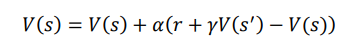 V(s) = V(s) + α(r + γV(s′) − V(s))